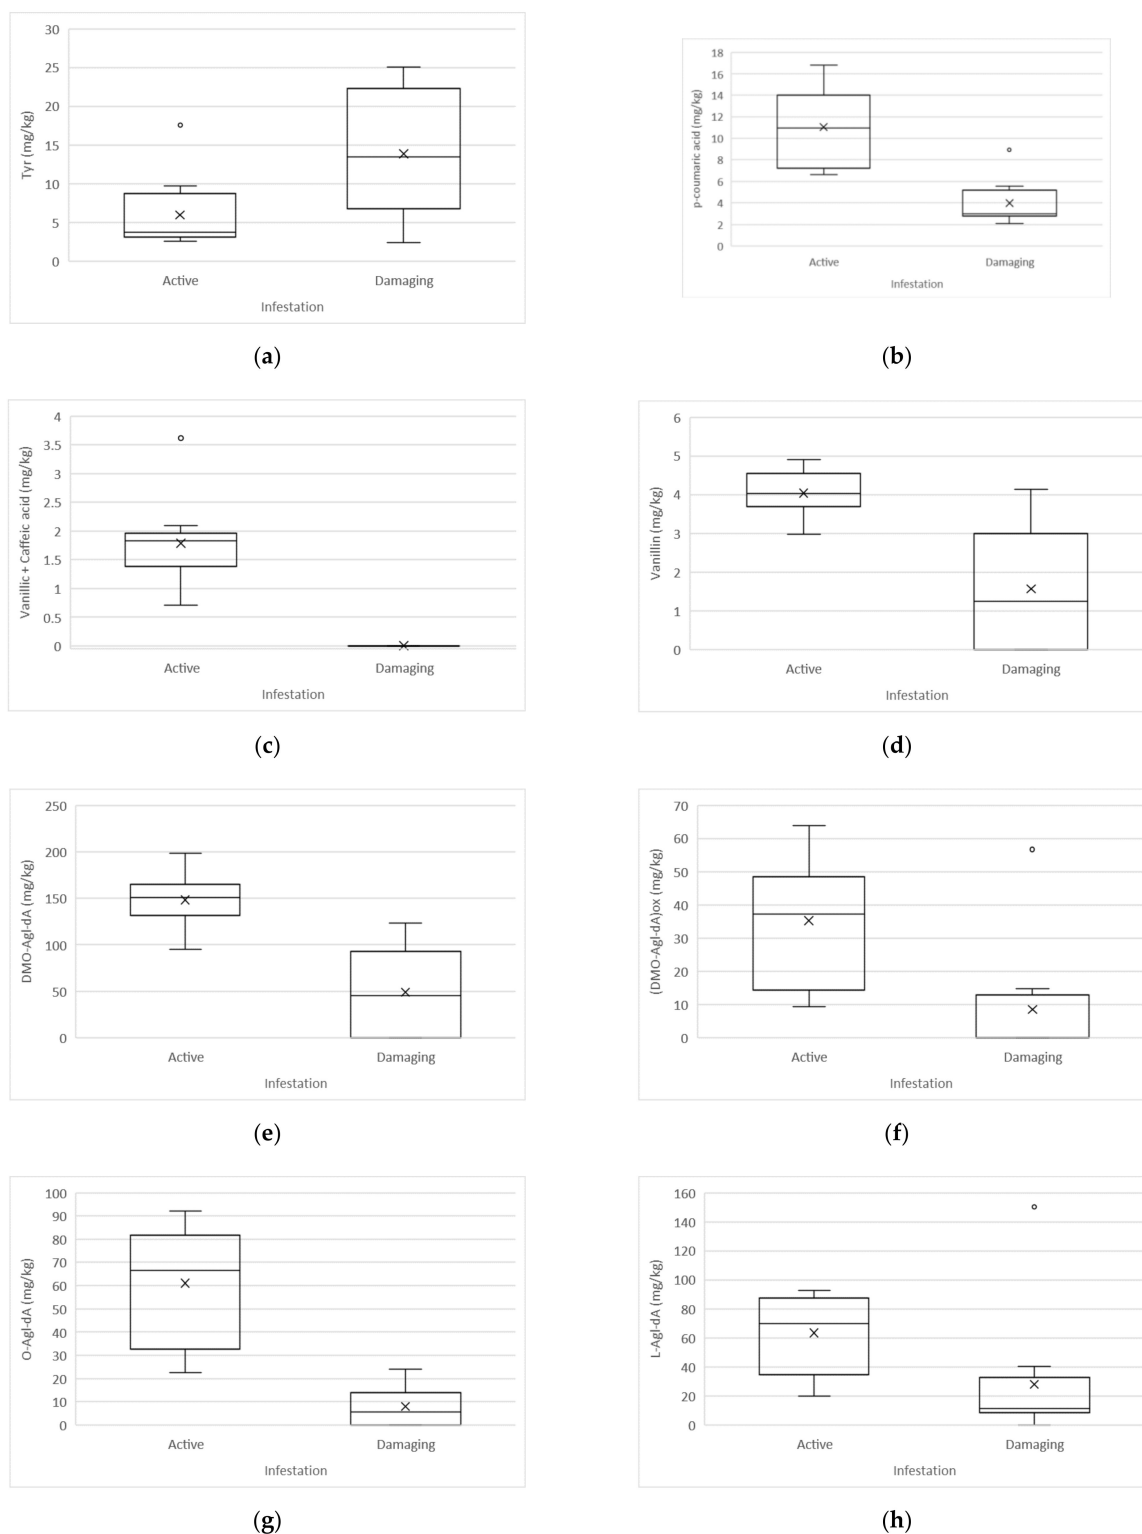 30
25
20
15
10
5
0
Tyr (mg/kg)
Active
Damaging
Infestation
(a)
18
16
14
12
10
8
6
4
2
0
p-coumaric acid (mg/kg)
Active
Damaging
Infestation
(b)
4
3.5
3
2.5
2
1.5
1
0.5
0
Vanillic + Caffeic acid (mg/kg)
Active
Damaging
Infestation
(c)
6
5
4
3
2
1
0
Vanillin (mg/kg)
Active
Damaging
Infestation
(d)
250
200
150
100
50
0
DMO-Agl-dA (mg/kg)
Active
Damaging
Infestation
(e)
70
60
50
40
30
20
10
0
(DMO-Agl-dA)ox (mg/kg)
Active
Damaging
Infestation
(f)
100
90
80
70
60
50
40
30
20
10
0
O-Agl-dA (mg/kg)
Active
Damaging
Infestation
(g)
160
140
120
100
80
60
40
20
0
L-Agl-dA (mg/kg)
Active
Damaging
Infestation
(h)